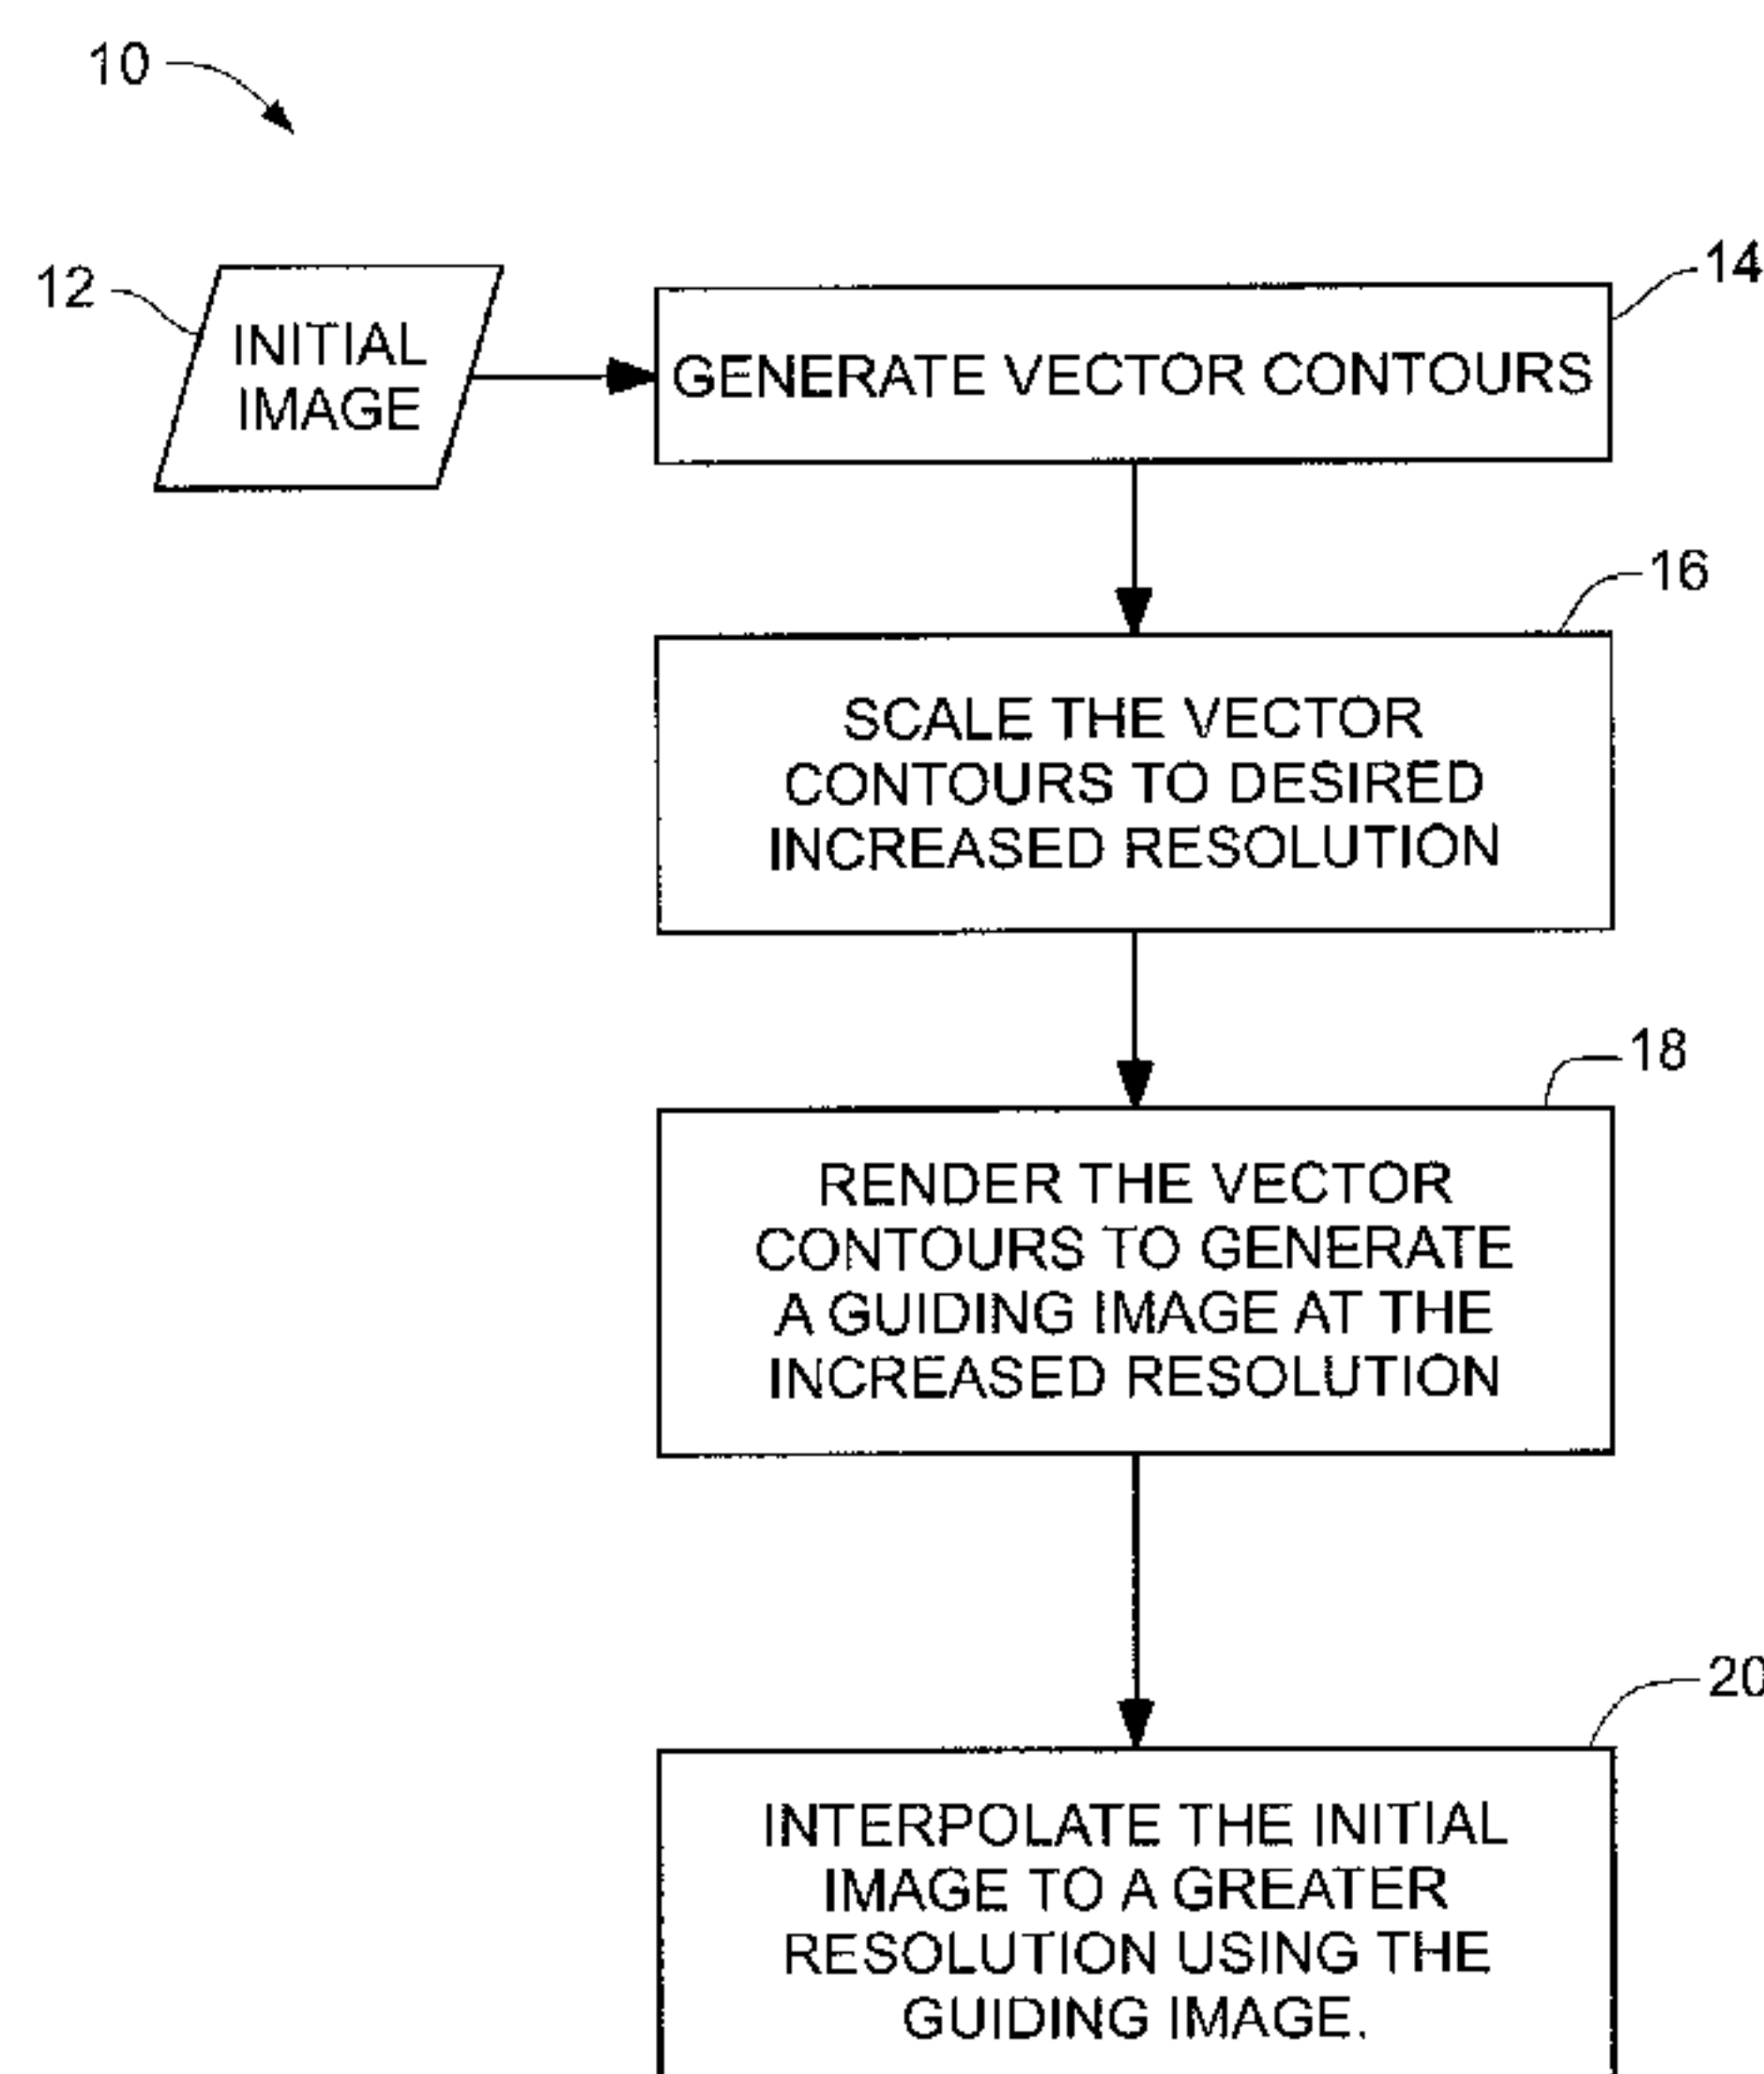 10
12
INITIAL
IMAGE
14
GENERATE VECTOR CONTOURS
16
SCALE THE VECTOR
CONTOURS TO DESIRED
INCREASED RESOLUTION
18
RENDER THE VECTOR
CONTOURS TO GENERATE
A GUIDING IMAGE AT THE
INCREASED RESOLUTION
20
INTERPOLATE THE INITIAL
IMAGE TO A GREATER
RESOLUTION USING THE
GUIDING IMAGE.